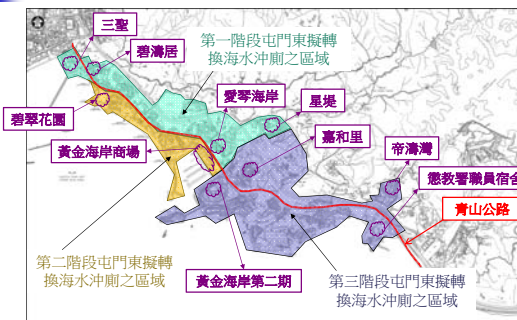 三聖
碧濤居
第一階段屯門東擬轉
換海水沖廁之區域
愛琴海岸
星堤
碧翠花園
嘉和里
黃金海岸商場
帝濤灣
懲教署職員宿舍
青山公路
第二階段屯門東擬轉
換海水沖廁之區域
黃金海岸第二期
第三階段屯門東擬轉
換海水沖廁之區域